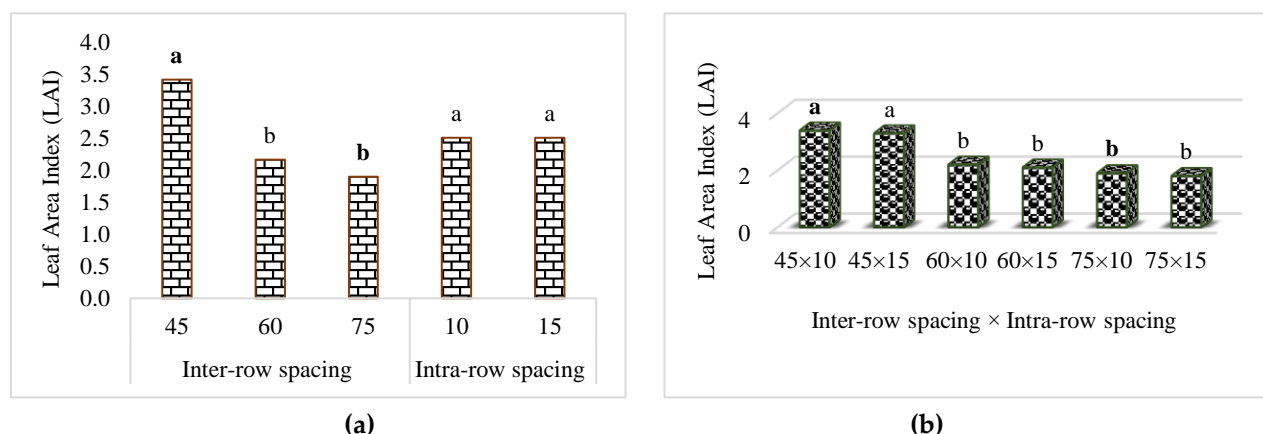 4.0
3.5
3.0
2.5
2.0
1.5
1.0
0.5
0.0
Leaf Area Index (LAI)
a
b
b
a
a
45
60
75
10
15
Inter-row spacing
Intra-row spacing
(a)
4
2
0
Leaf Area Index (LAI)
a
a
b
b
b
b
45×10
45×15
60×10
60×15
75×10
75×15
Inter-row spacing × Intra-row spacing
(b)